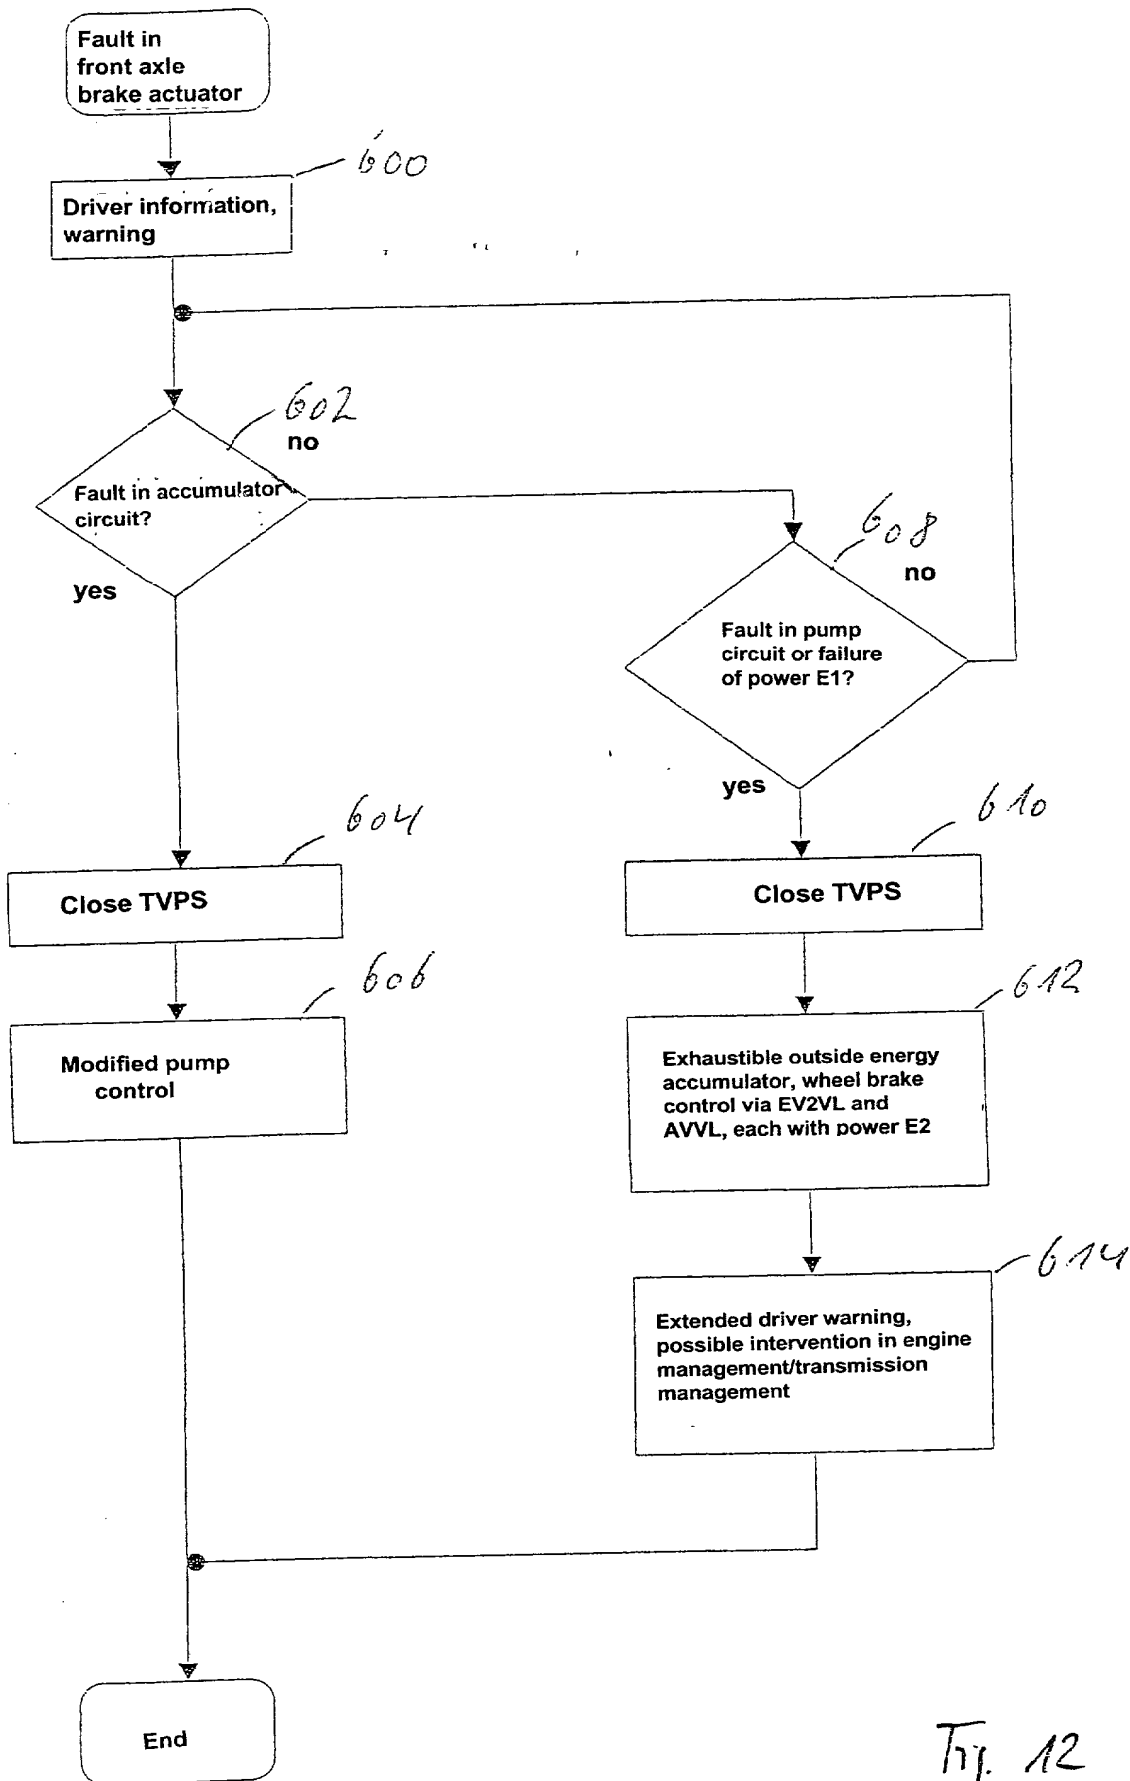 Fault in
front axle
brake actuator
600
Driver information,
warning
602
no
Fault in accumulator
circuit?
yes
608
no
Fault in pump
circuit or failure
of power E1?
yes
604
Close TVPS
610
Close TVPS
606
Modified pump
control
612
Exhaustible outside energy
accumulator, wheel brake
control via EV2VL and
AVVL, each with power E2
614
Extended driver warning,
possible intervention in engine
management/transmission
management
End
Fig. 12